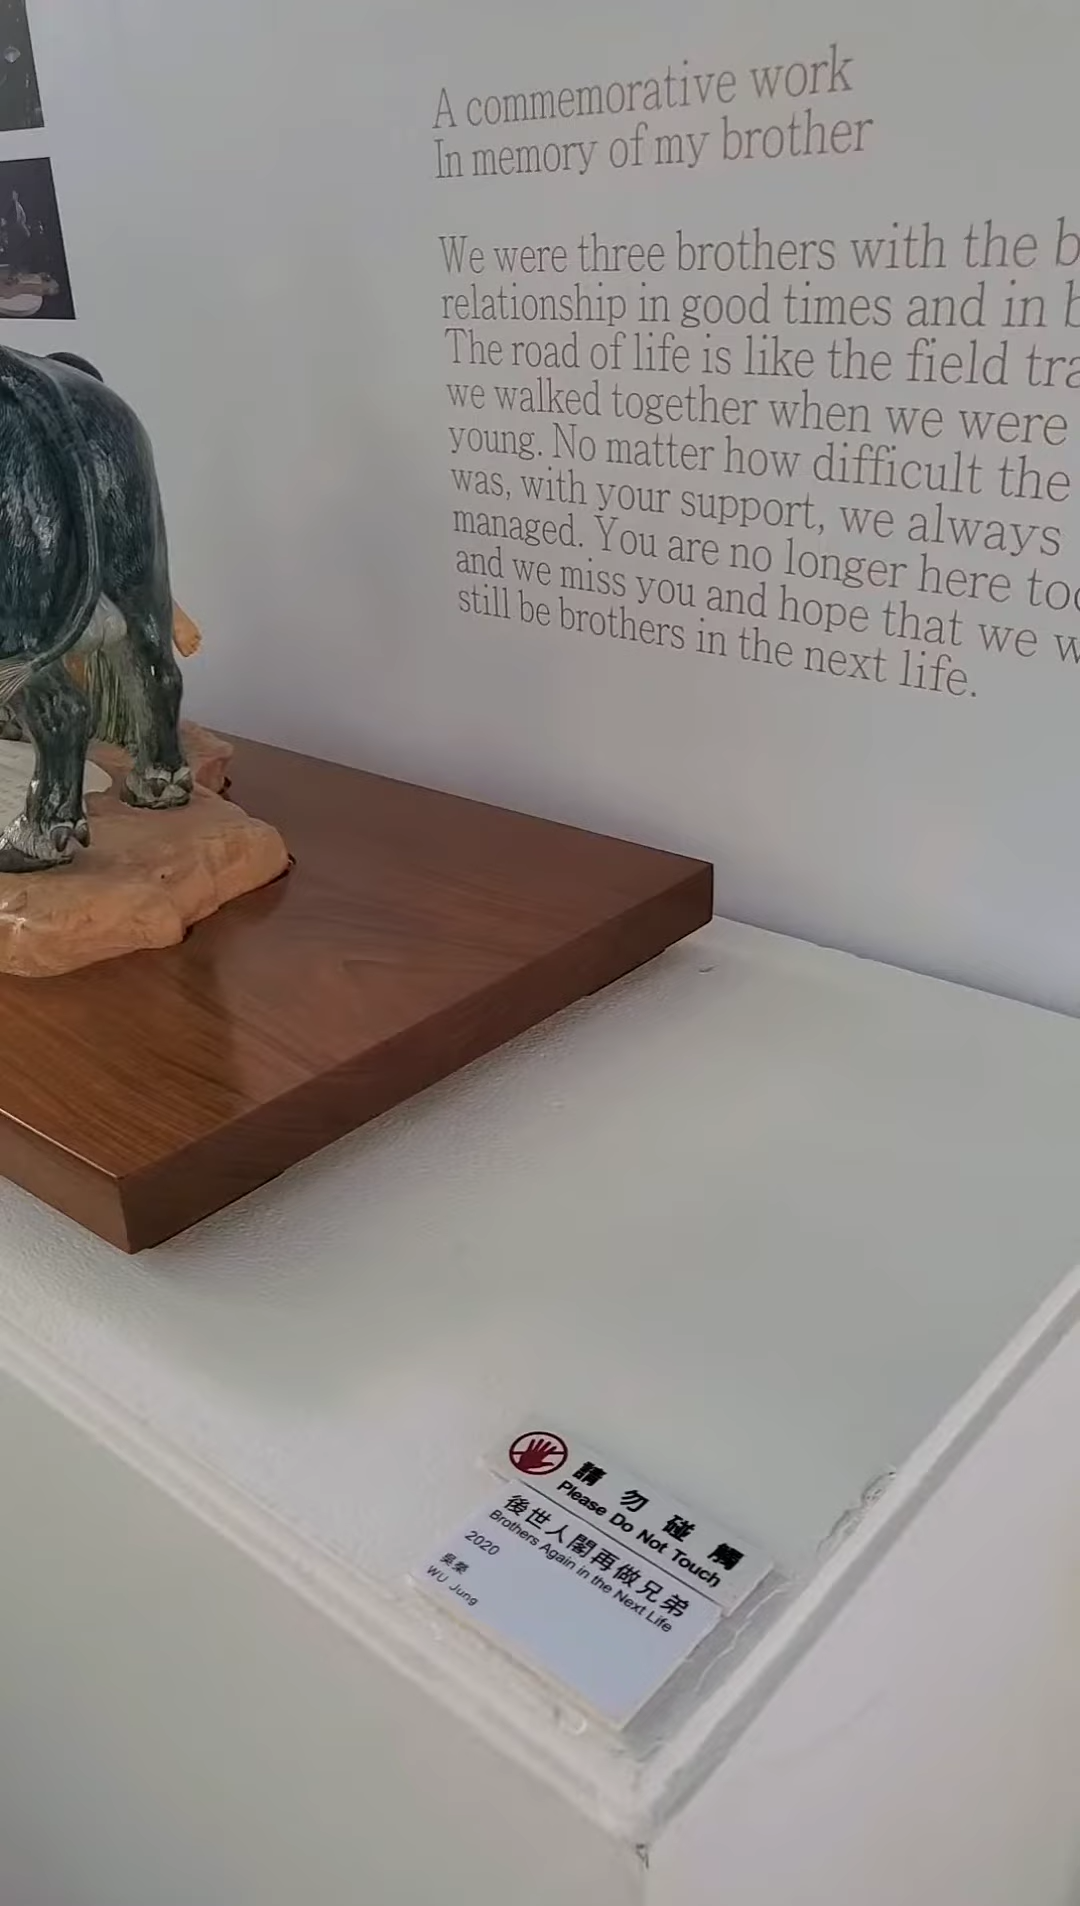 A commemorative work
In memory of my brother
We were three brothers with the
relationship in good times and in
The road of life is like the field
we walked together when we were
young. No matter how difficult the
was, with your support, we always
managed. You are no longer here
and we miss you and hope that we
still be brothers in the next life.
請勿碰觸
Please Do Not Touch
後世人閣再做兄弟
Brothers Again in the Next Life
2020
吳榮
WU Jung